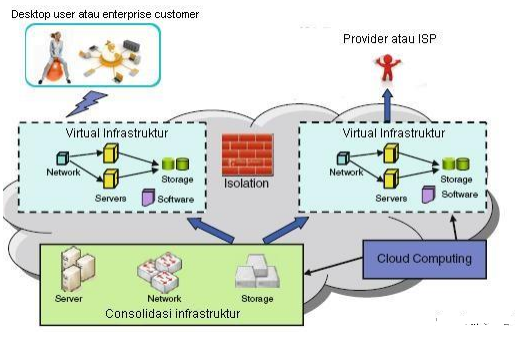 Desktop user atau enterprise customer
Provider atau ISP
Virtual Infrastruktur
Network
Servers
Storage
Software
Isolation
Virtual Infrastruktur
Network
Servers
Storage
Software
Cloud Computing
Server
Network
Storage
Consolidasi infrastruktur